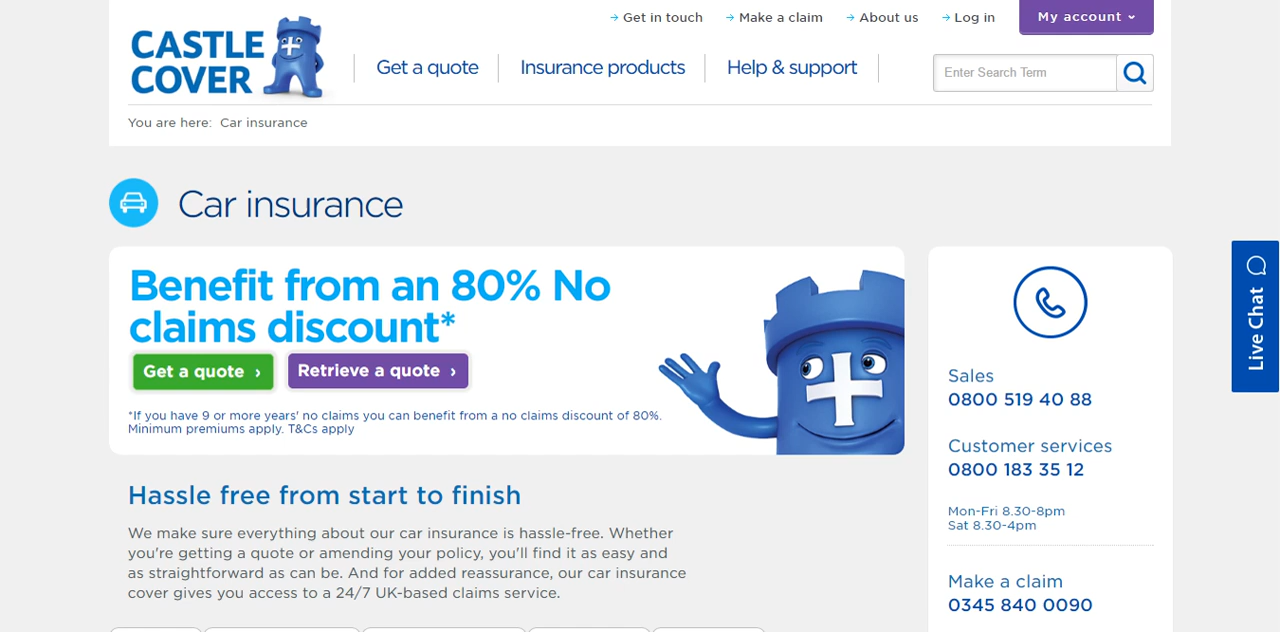 Get in touch
Make a claim
About us
Log in
My account
CASTLE
COVER
Get a quote
Insurance products
Help & support
Enter Search Term
You are here: Car insurance
Car insurance
Benefit from an 80% No
claims discount*
Get a quote ›
Retrieve a quote ›
*If you have 9 or more years' no claims you can benefit from a no claims discount of 80%.
Minimum premiums apply. T&Cs apply
Hassle free from start to finish
We make sure everything about our car insurance is hassle-free. Whether
you're getting a quote or amending your policy, you'll find it as easy and
as straightforward as can be. And for added reassurance, our car insurance
cover gives you access to a 24/7 UK-based claims service.
Sales
0800 519 40 88
Customer services
0800 183 35 12
Mon-Fri 8.30-8pm
Sat 8.30-4pm
Make a claim
0345 840 0090
Live Chat